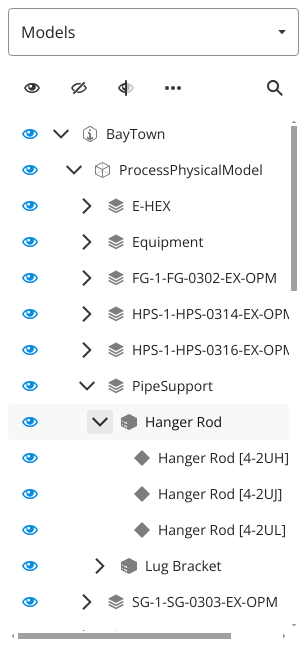 Models
BayTown
ProcessPhysicalModel
E-HEX
Equipment
FG-1-FG-0302-EX-OPM
HPS-1-HPS-0314-EX-OPM
HPS-1-HPS-0316-EX-OPM
PipeSupport
Hanger Rod
Hanger Rod [4-2UH]
Hanger Rod [4-2UJ]
Hanger Rod [4-2UL]
Lug Bracket
SG-1-SG-0303-EX-OPM